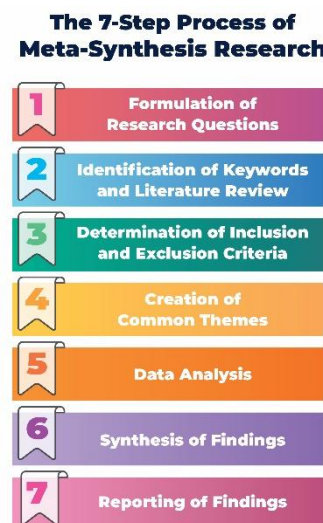 The 7-Step Process of
Meta-Synthesis Research
1
Formulation of
Research Questions
2
Identification of Keywords
and Literature Review
3
Determination of Inclusion
and Exclusion Criteria
4
Creation of
Common Themes
5
Data Analysis
6
Synthesis of Findings
7
Reporting of Findings